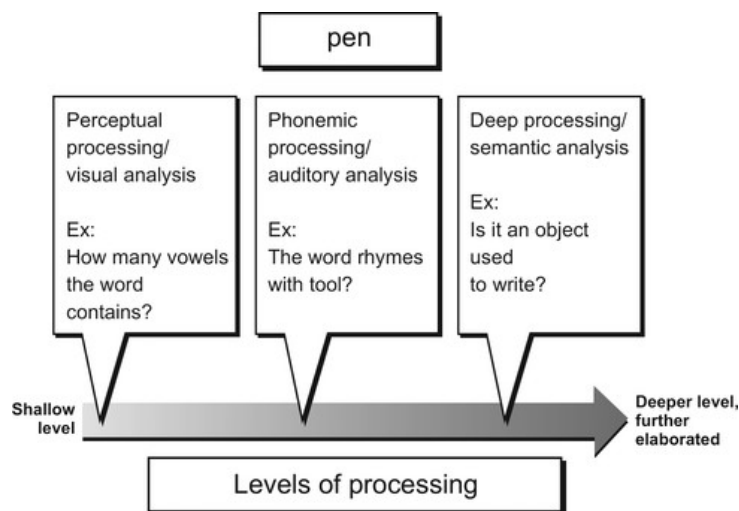 pen
Perceptual
processing/
visual analysis
Ex:
How many vowels
the word
contains?
Phonemic
processing/
auditory analysis
Ex:
The word rhymes
with tool?
Deep processing/
semantic analysis
Ex:
Is it an object
used
to write?
Shallow
level
Deeper level,
further
elaborated
Levels of processing